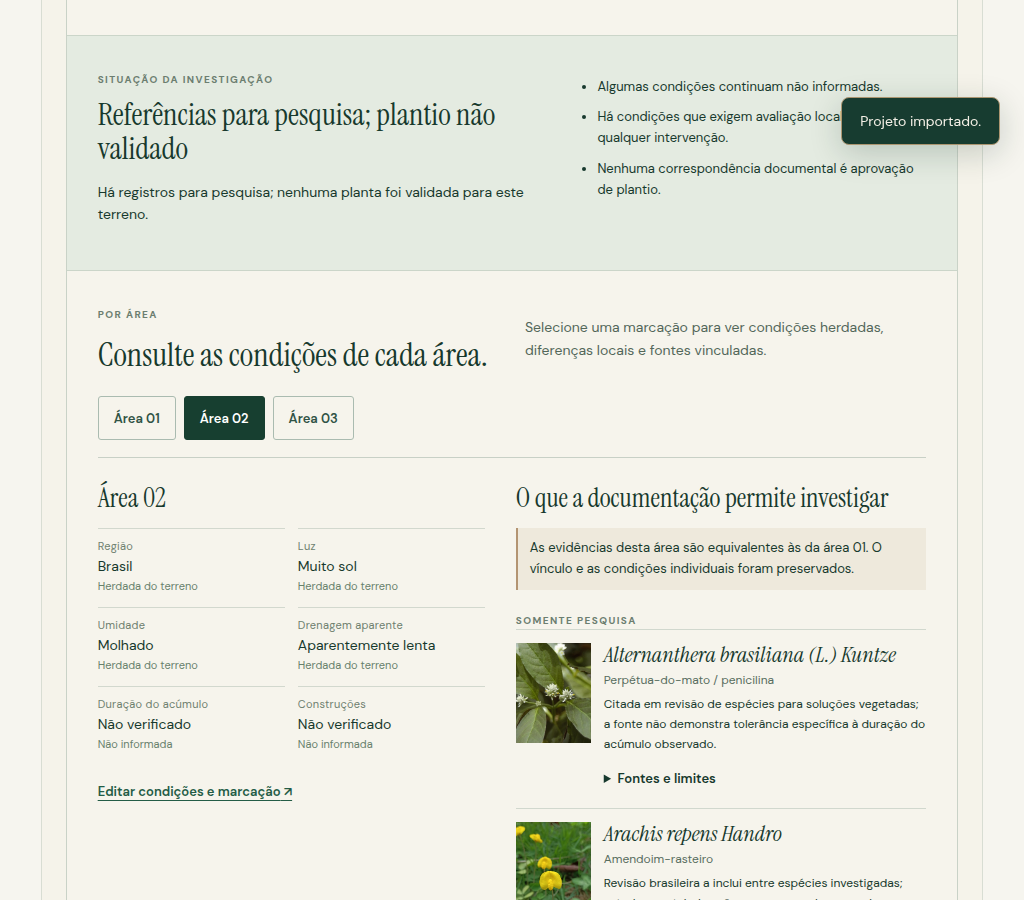 SITUAÇÃO DA INVESTIGAÇÃO
Referências para pesquisa; plantio não
validado
Há registros para pesquisa; nenhuma planta foi validada para este
terreno.
Algumas condições continuam não informadas.
Há condições que exigem avaliação loca
qualquer intervenção.
Nenhuma correspondência documental é aprovação
de plantio.
Projeto importado.
POR ÁREA
Consulte as condições de cada área.
Selecione uma marcação para ver condições herdadas,
diferenças locais e fontes vinculadas.
Área 01
Área 02
Área 03
Área 02
Região
Brasil
Herdada do terreno
Luz
Muito sol
Herdada do terreno
Umidade
Molhado
Herdada do terreno
Drenagem aparente
Aparentemente lenta
Herdada do terreno
Duração do acúmulo
Não verificado
Não informada
Construções
Não verificado
Não informada
Editar condições e marcação ↗
O que a documentação permite investigar
As evidências desta área são equivalentes às da área 01. O
vínculo e as condições individuais foram preservados.
SOMENTE PESQUISA
Alternanthera brasiliana (L.) Kuntze
Perpétua-do-mato / penicilina
Citada em revisão de espécies para soluções vegetadas;
a fonte não demonstra tolerância específica à duração do
acúmulo observado.
Fontes e limites
Arachis repens Handro
Amendoim-rasteiro
Revisão brasileira a inclui entre espécies investigadas;